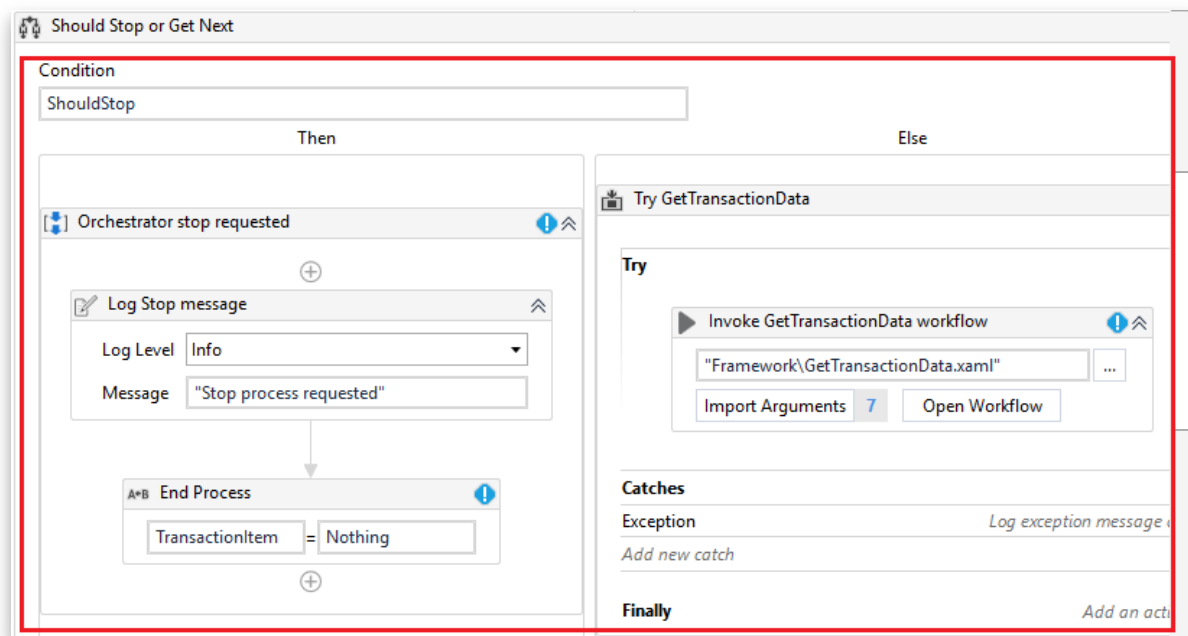 Should Stop or Get Next
Condition
ShouldStop
Then
Else
Orchestrator stop requested
Log Stop message
Log Level Info
Message "Stop process requested"
A+B End Process
TransactionItem = Nothing
Try GetTransactionData
Try
Invoke GetTransactionData workflow
"Framework\GetTransactionData.xaml" ...
Import Arguments 7 Open Workflow
Catches
Exception Log exception message
Add new catch
Finally Add an